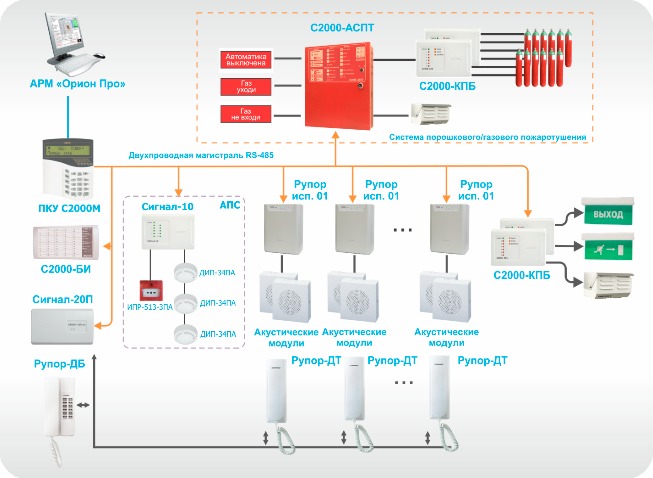 С2000-АСПТ
Автоматика
выключена
Газ
уходи
Газ
не входи
С2000-КПБ
АРМ «Орион Про»
Система порошкового/газового пожаротушения
Двухпроводная магистраль RS-485
ПКУ С2000М
С2000-БИ
Сигнал-20П
Рупор-ДБ
АПС
Сигнал-10
ДИП-34ПА
ИПР-513-3ПА
ДИП-34ПА
ДИП-34ПА
Рупор
исп. 01
Рупор
исп. 01
Рупор
исп. 01
...
Акустические
модули
Акустические
модули
Акустические
модули
Рупор-ДТ
Рупор-ДТ
Рупор-ДТ
...
С2000-КПБ
ВЫХОД